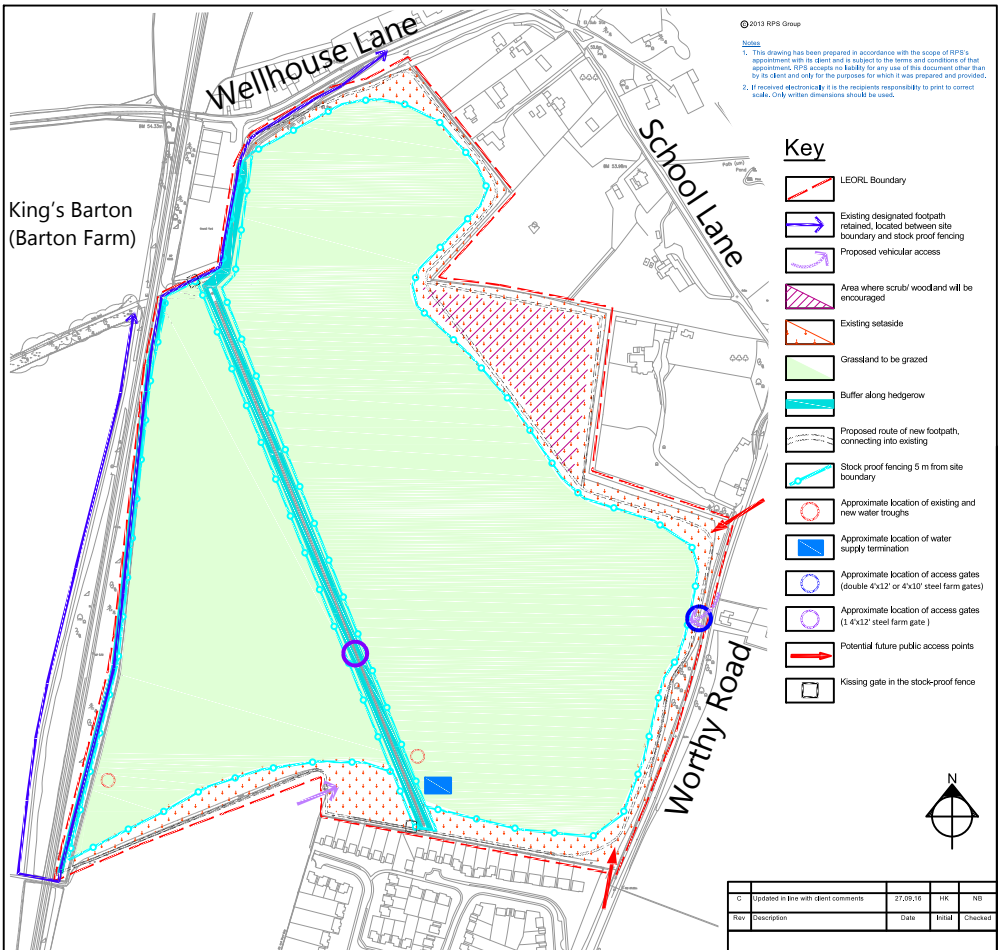 © 2013 RPS Group
Notes
1. This drawing has been prepared in accordance with the scope of RPS's
appointment with its client and is subject to the terms and conditions of that
appointment. RPS accepts no liability for any use of this document other than
by its client and only for the purposes for which it was prepared and provided.
2. If received electronically it is the recipients responsibility to print to correct
scale. Only written dimensions should be used.
Wellhouse Lane
School Lane
King's Barton
(Barton Farm)
Worthy Road
BM 54.23m
BM 53.98m
Path (um)
Pond
Key
LEORL Boundary
Existing designated footpath
retained, located between site
boundary and stock proof fencing
Proposed vehicular access
Area where scrub/ woodland will be
encouraged
Existing setaside
Grassland to be grazed
Buffer along hedgerow
Proposed route of new footpath,
connecting into existing
Stock proof fencing 5 m from site
boundary
Approximate location of existing and
new water troughs
Approximate location of water
supply termination
Approximate location of access gates
(double 4'x12' or 4'x10' steel farm gates)
Approximate location of access gates
(1 4'x12' steel farm gate )
Potential future public access points
Kissing gate in the stock-proof fence
N
C Updated in line with client comments 27.09.16 HK NB
Rev Description Date Initial Checked